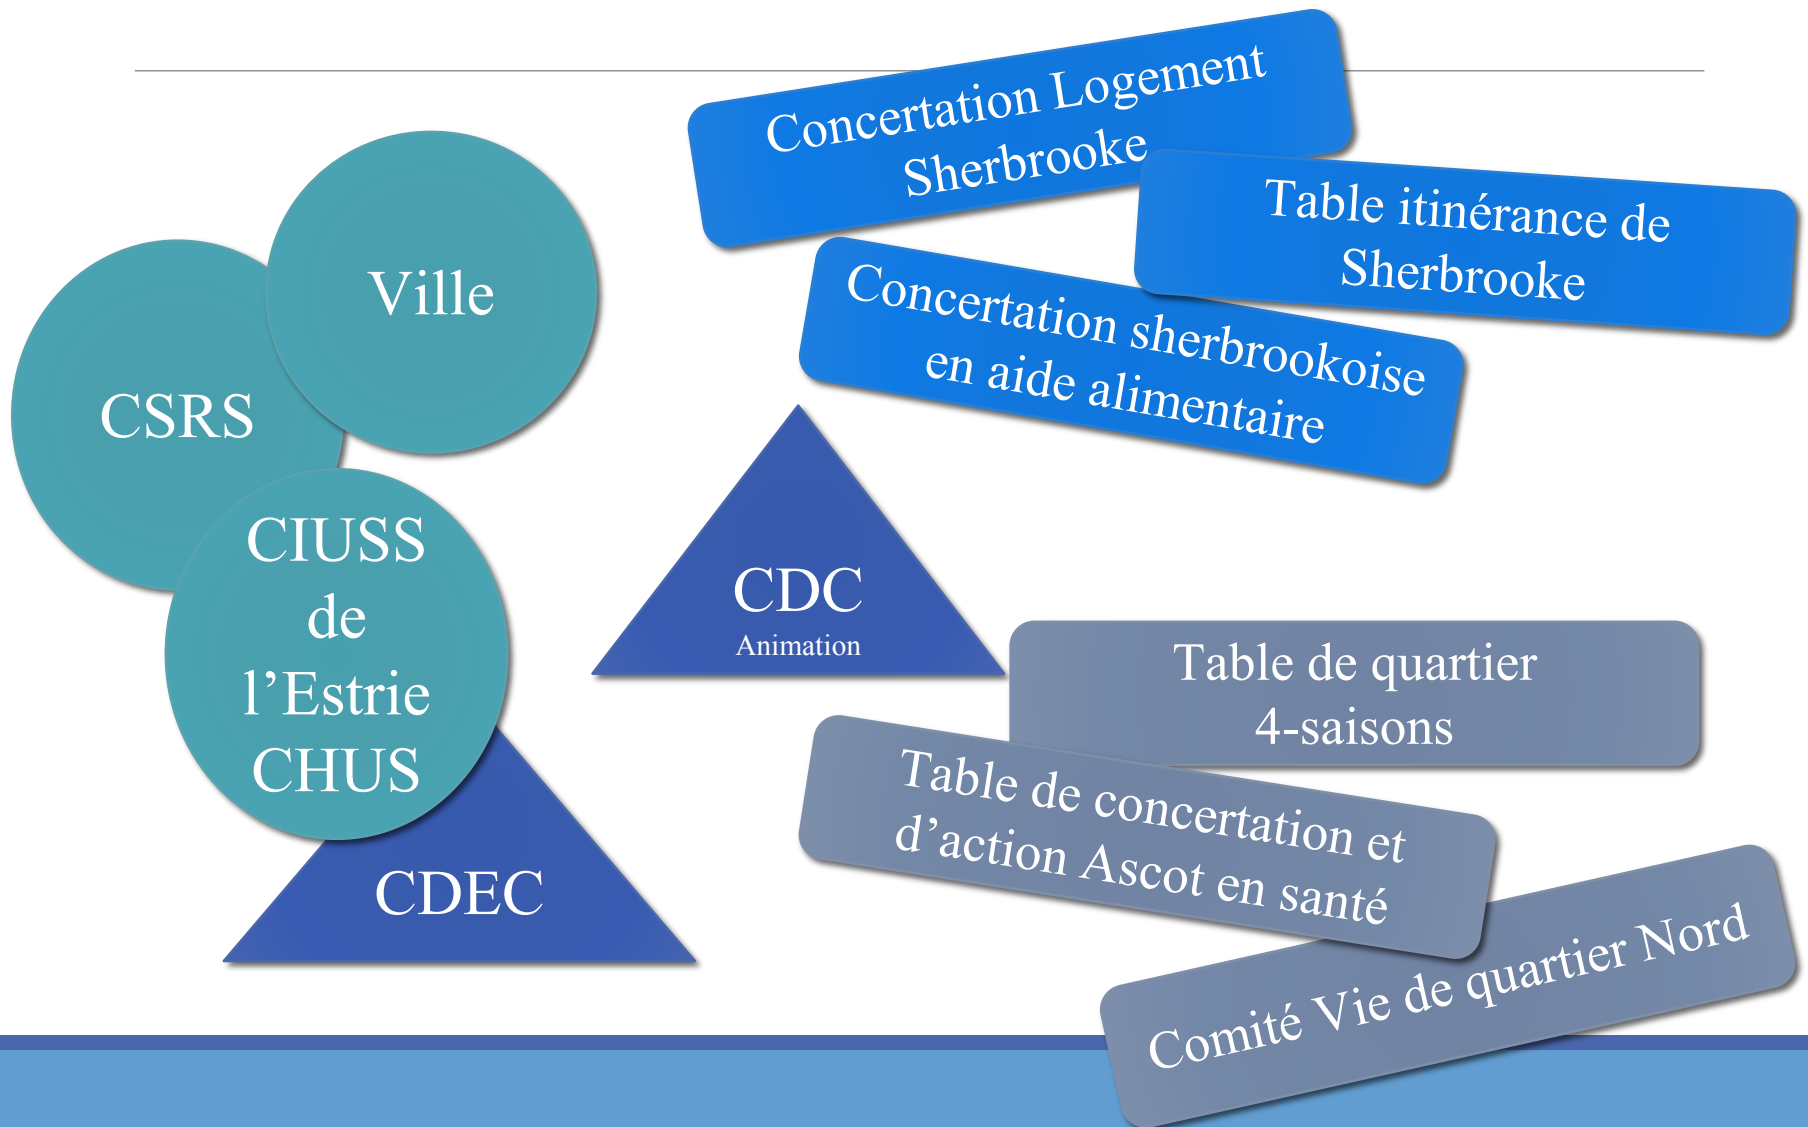 Concertation Logement
Sherbrooke
Table itinérance de
Sherbrooke
Concertation sherbrookoise
en aide alimentaire
Ville
CSRS
CIUSS
de
l’Estrie
CHUS
CDEC
CDC
Animation
Table de quartier
4-saisons
Table de concertation et
d’action Ascot en santé
Comité Vie de quartier Nord